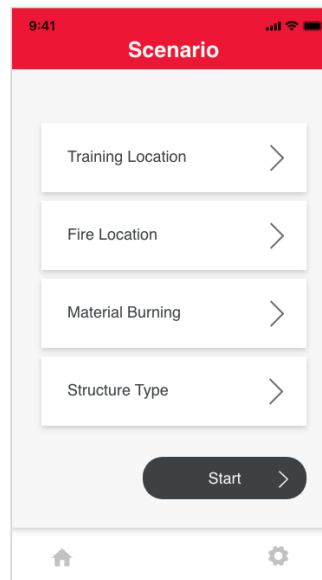 9:41
Scenario
Training Location
Fire Location
Material Burning
Structure Type
Start